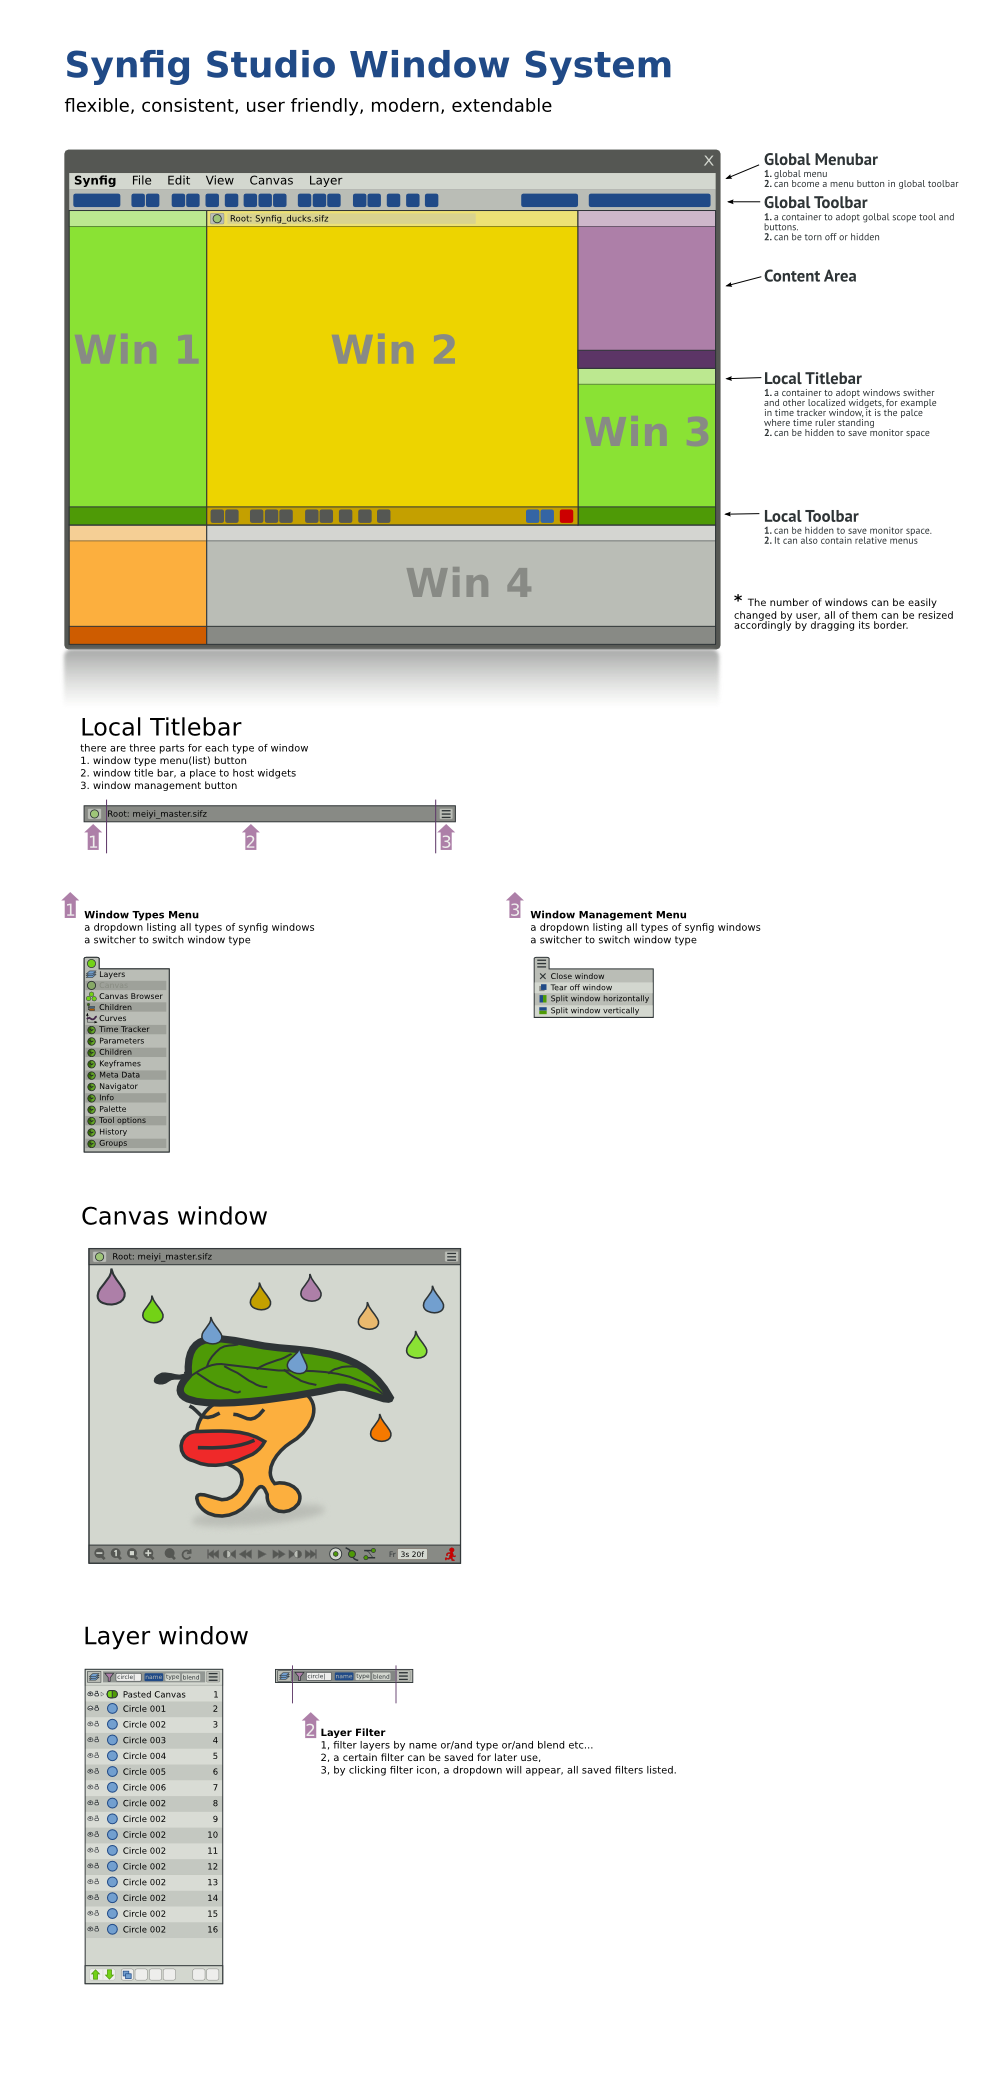 Synfig Studio Window System
flexible, consistent, user friendly, modern, extendable
X
Synfig File Edit View Canvas Layer
Root: Synfig_ducks.sifz
Win 1
Win 2
Win 3
Win 4
Global Menubar
1. global menu
2. can bcome a menu button in global toolbar
Global Toolbar
1. a container to adopt golbal scope tool and
buttons.
2. can be torn off or hidden
Content Area
Local Titlebar
1. a container to adopt windows swither
and other localized widgets, for example
in time tracker window, it is the palce
where time ruler standing
2. can be hidden to save monitor space
Local Toolbar
1. can be hidden to save monitor space.
2. It can also contain relative menus
* The number of windows can be easily
changed by user, all of them can be resized
accordingly by dragging its border.
Local Titlebar
there are three parts for each type of window
1. window type menu(list) button
2. window title bar, a place to host widgets
3. window management button
Root: meiyi_master.sifz
1
2
3
1
Window Types Menu
a dropdown listing all types of synfig windows
a switcher to switch window type
Layers
Canvas
Canvas Browser
Children
Curves
Time Tracker
Parameters
Children
Keyframes
Meta Data
Navigator
Info
Palette
Tool options
History
Groups
3
Window Management Menu
a dropdown listing all types of synfig windows
a switcher to switch window type
Close window
Tear off window
Split window horizontally
Split window vertically
Canvas window
Root: meiyi_master.sifz
1
Fr 3s 20f
Layer window
circle| name type blend
Pasted Canvas 1
Circle 001 2
Circle 002 3
Circle 003 4
Circle 004 5
Circle 005 6
Circle 006 7
Circle 002 8
Circle 002 9
Circle 002 10
Circle 002 11
Circle 002 12
Circle 002 13
Circle 002 14
Circle 002 15
Circle 002 16
circle| name type blend
2
Layer Filter
1, filter layers by name or/and type or/and blend etc...
2, a certain filter can be saved for later use,
3, by clicking filter icon, a dropdown will appear, all saved filters listed.